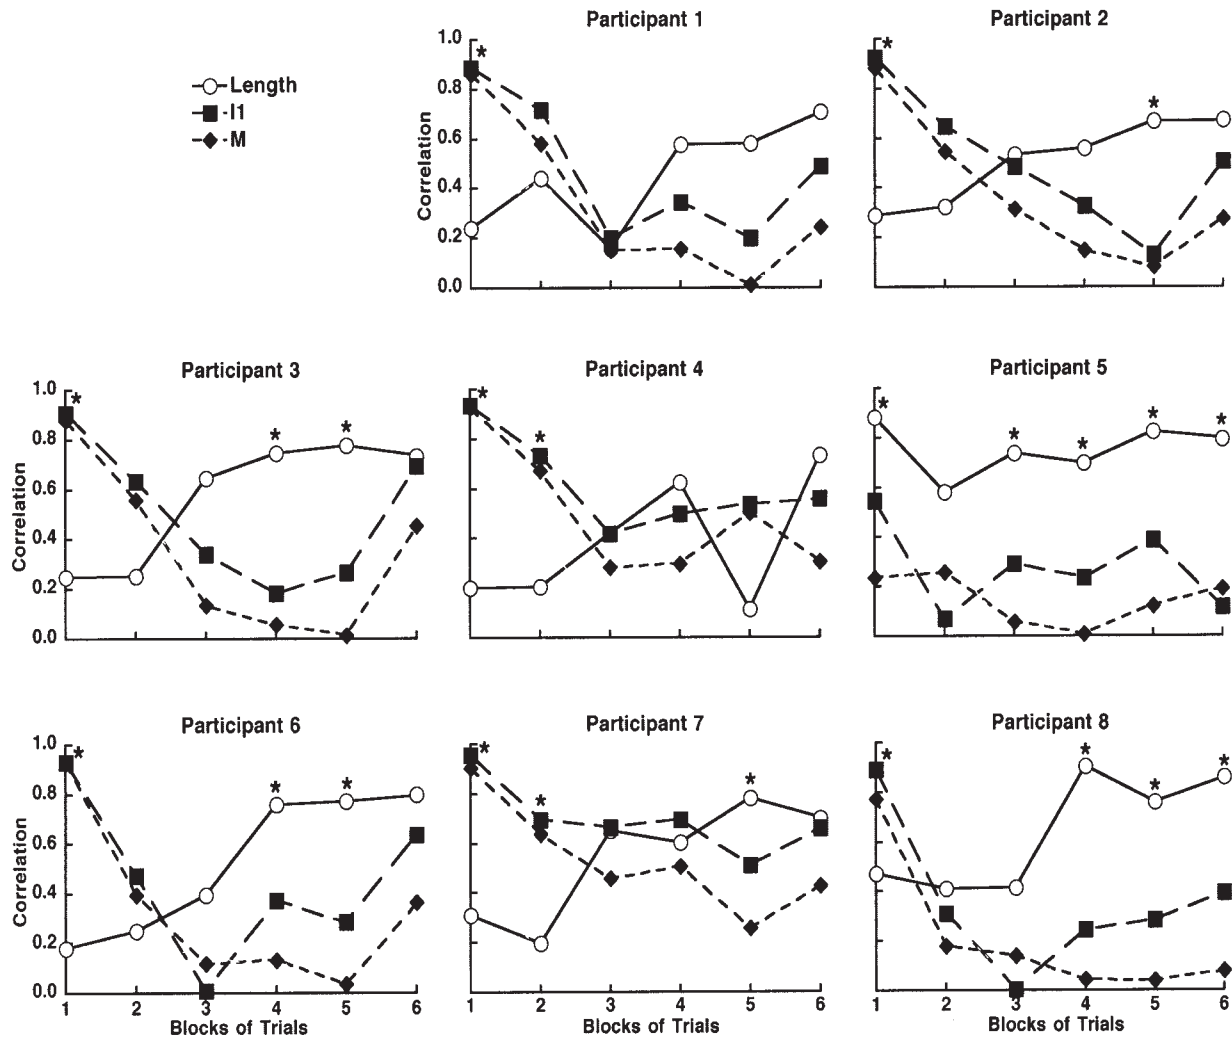 Participant 1
Participant 2
Length
I1
M
Correlation
1.0
0.8
0.6
0.4
0.2
0.0
*
*
*
Participant 3
Participant 4
Participant 5
Correlation
1.0
0.8
0.6
0.4
0.2
0.0
*
*
*
*
*
*
*
*
*
*
Participant 6
Participant 7
Participant 8
Correlation
1.0
0.8
0.6
0.4
0.2
0.0
*
*
*
*
*
*
*
*
*
*
1 2 3 4 5 6
1 2 3 4 5 6
1 2 3 4 5 6
Blocks of Trials
Blocks of Trials
Blocks of Trials